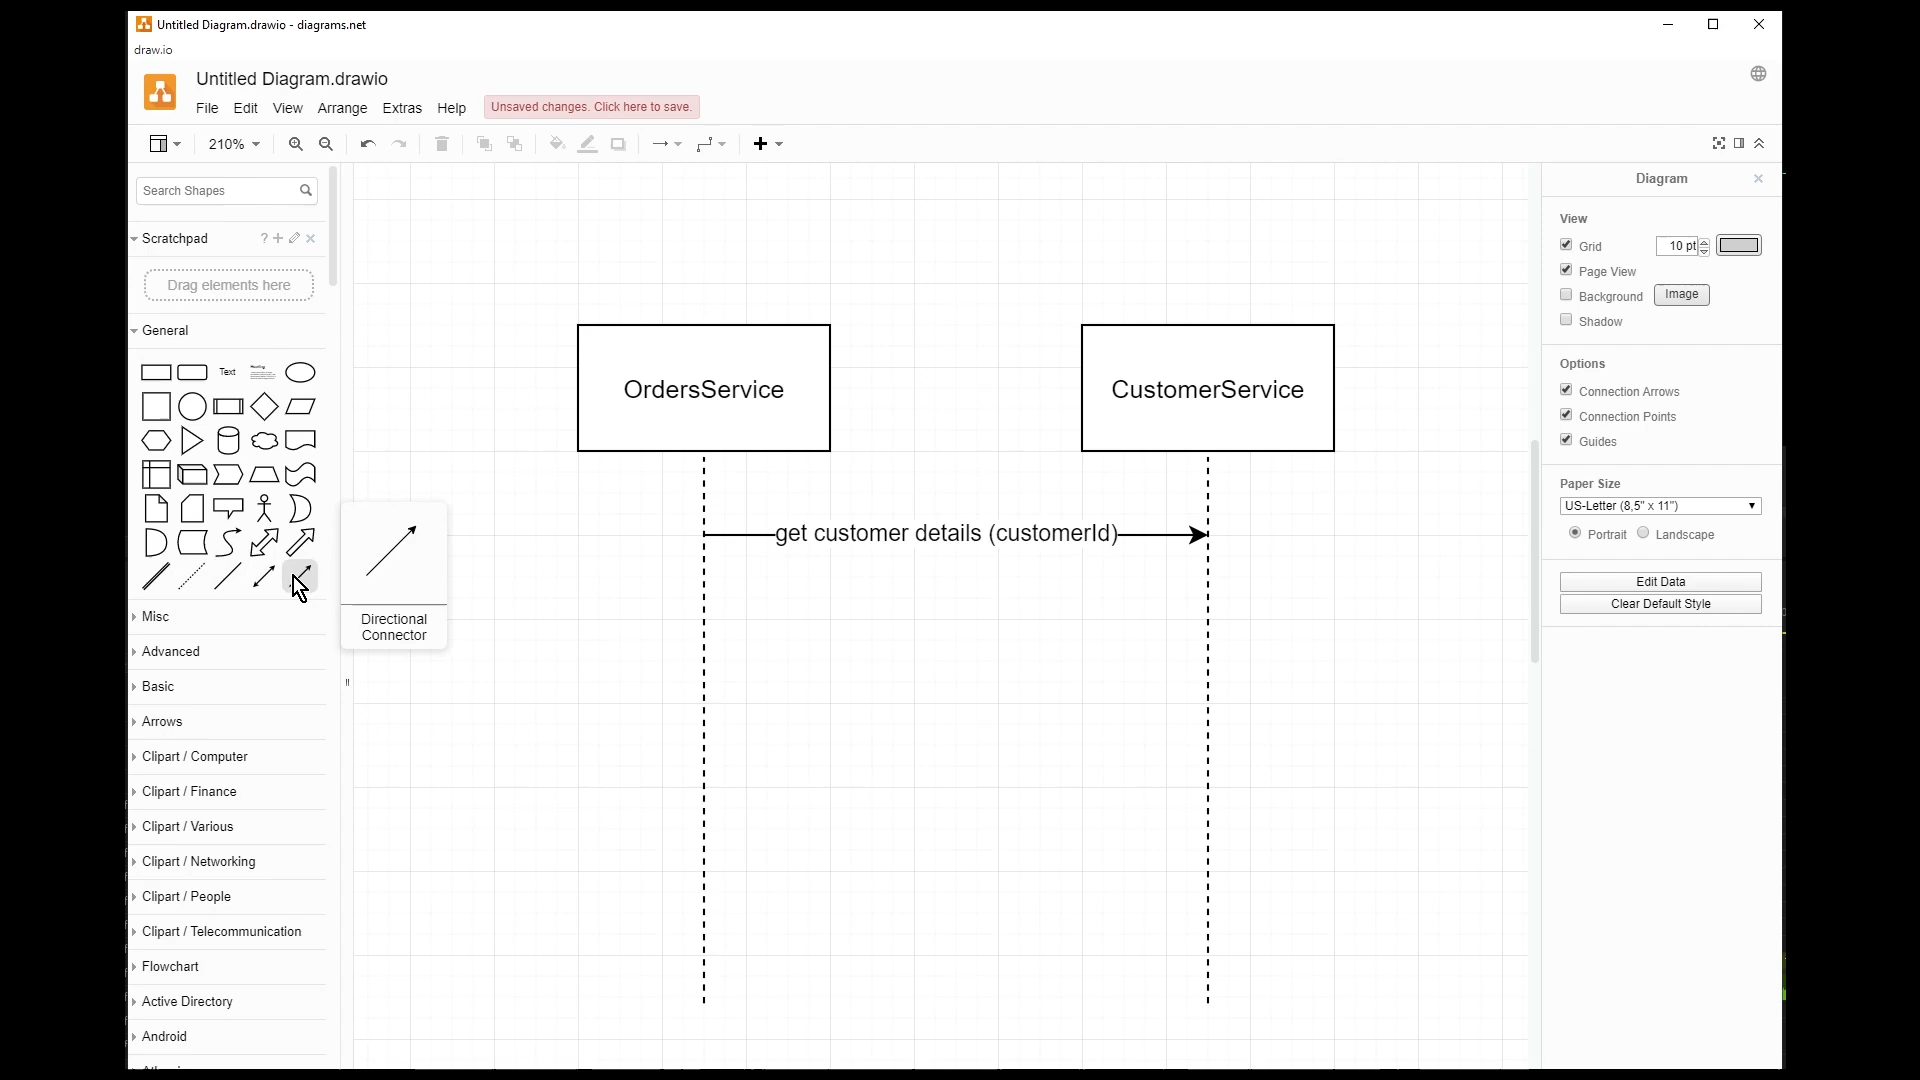 Untitled Diagram.drawio - diagrams.net
draw.io
Untitled Diagram.drawio
File Edit View Arrange Extras Help Unsaved changes. Click here to save.
210%
Search Shapes
Scratchpad ?
Drag elements here
General
Text
Directional
Connector
Misc
Advanced
Basic
Arrows
Clipart / Computer
Clipart / Finance
Clipart / Various
Clipart / Networking
Clipart / People
Clipart / Telecommunication
Flowchart
Active Directory
Android
OrdersService
CustomerService
get customer details (customerId)
Diagram
View
Grid 10 pt
Page View
Background Image
Shadow
Options
Connection Arrows
Connection Points
Guides
Paper Size
US-Letter (8,5" x 11")
Portrait Landscape
Edit Data
Clear Default Style